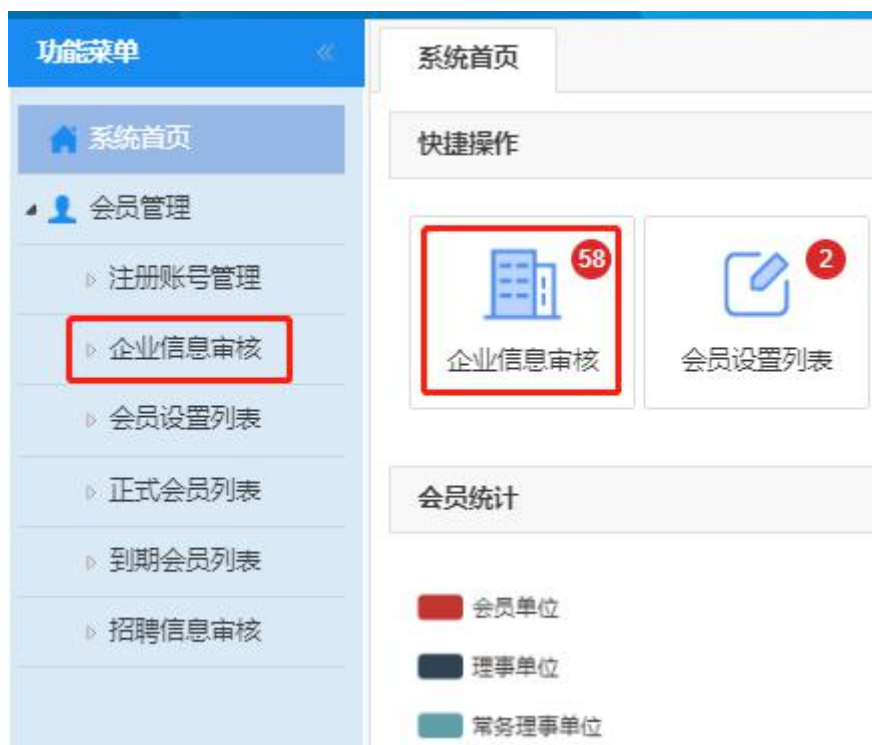 功能菜单
系统首页
会员管理
注册账号管理
企业信息审核
会员设置列表
正式会员列表
到期会员列表
招聘信息审核
系统首页
快捷操作
58
企业信息审核
2
会员设置列表
会员统计
会员单位
理事单位
常务理事单位